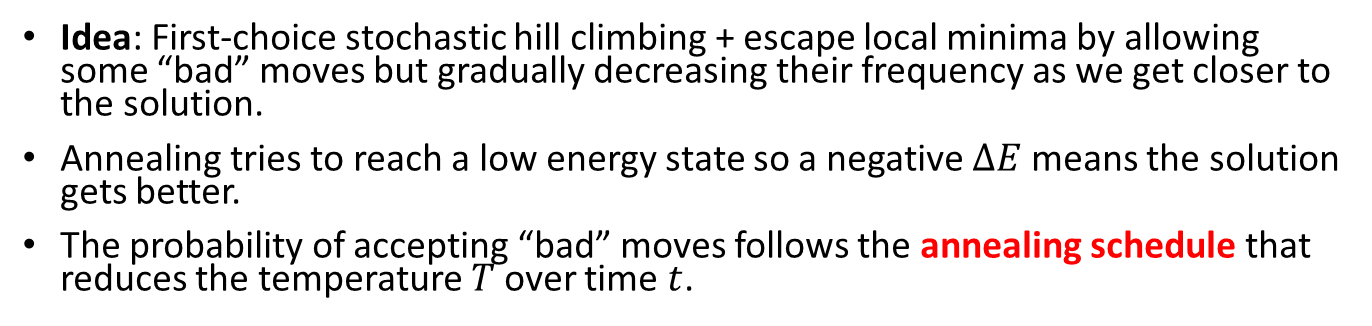 • Idea: First-choice stochastic hill climbing + escape local minima by allowing
some “bad” moves but gradually decreasing their frequency as we get closer to
the solution.
• Annealing tries to reach a low energy state so a negative Δ𝐸 means the solution
gets better.
• The probability of accepting “bad” moves follows the annealing schedule that
reduces the temperature 𝑇 over time 𝑡.